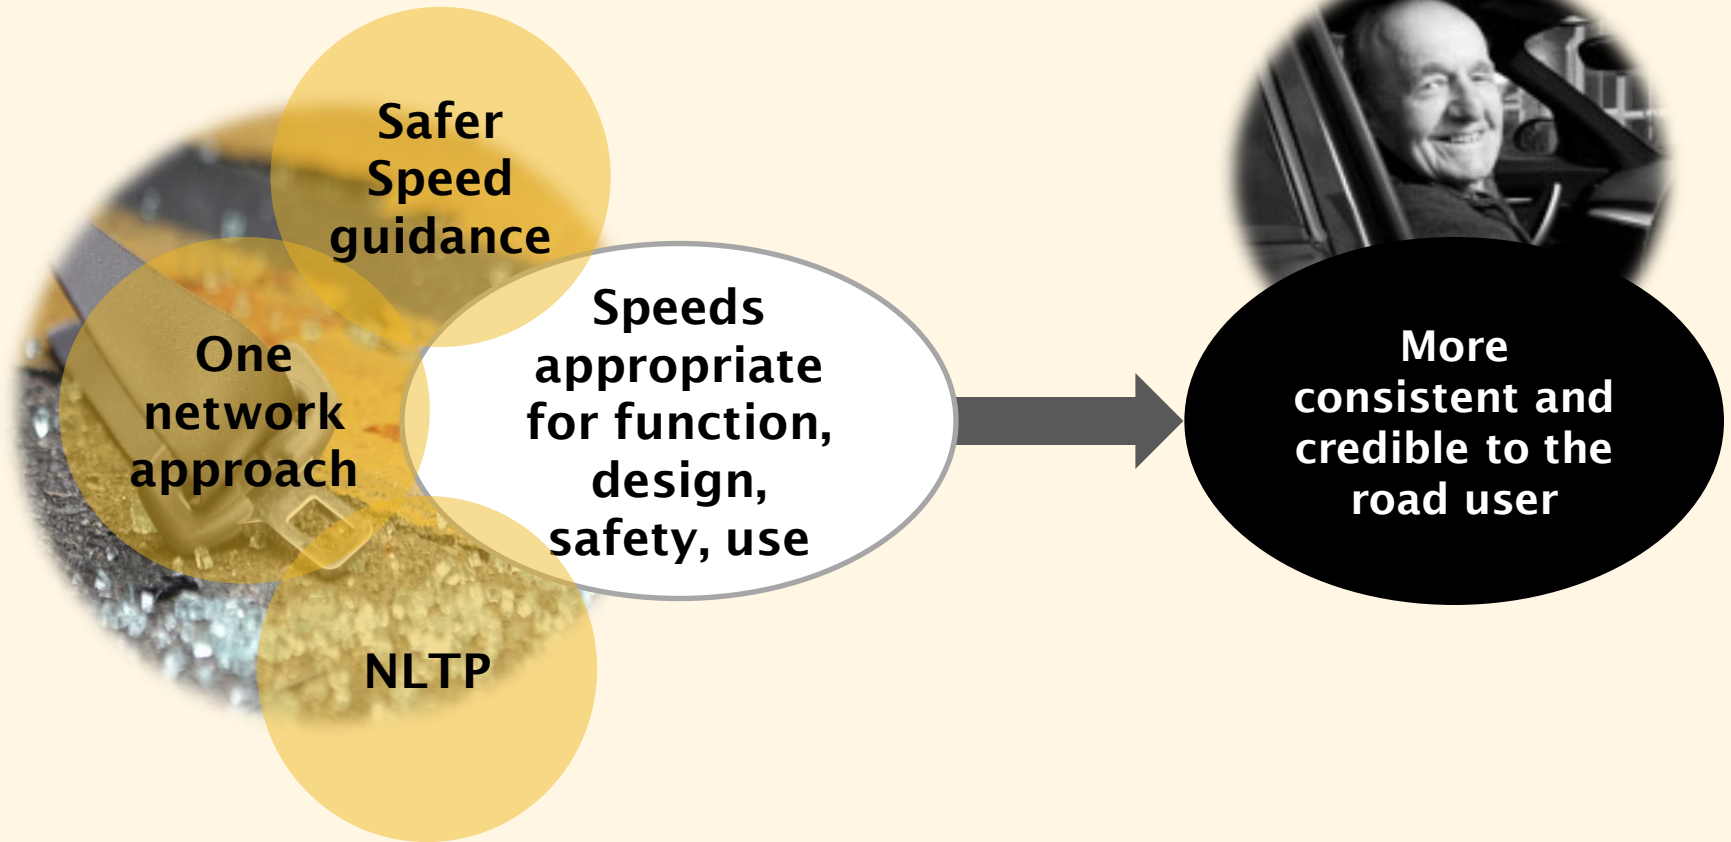 Safer
Speed
guidance
One
network
approach
NLTP
Speeds
appropriate
for function,
design,
safety, use
More
consistent and
credible to the
road user